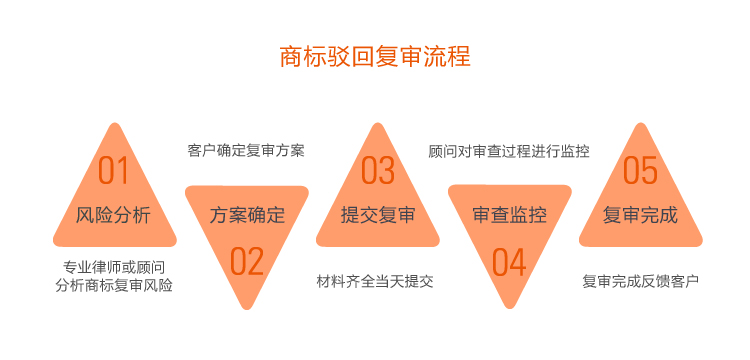 商标驳回复审流程
01
风险分析
专业律师或顾问
分析商标复审风险
客户确定复审方案
方案确定
02
03
提交复审
材料齐全当天提交
顾问对审查过程进行监控
审查监控
04
05
复审完成
复审完成反馈客户